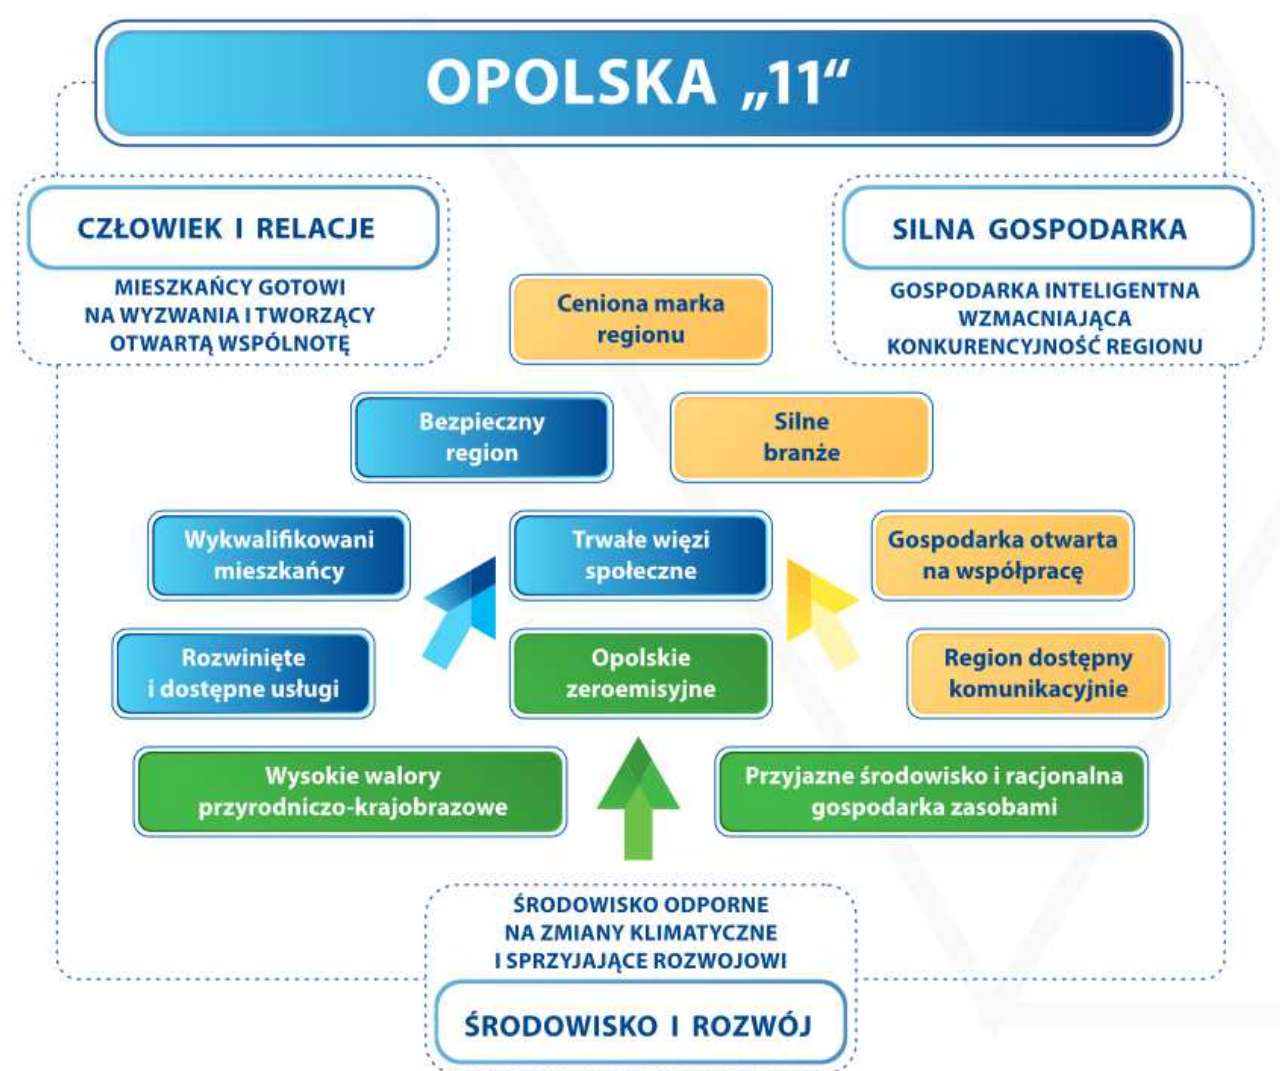 OPOLSKA „11“
CZŁOWIEK I RELACJE
MIESZKAŃCY GOTOWI
NA WYZWANIA I TWORZĄCY
OTWARTĄ WSPÓLNOTĘ
SILNA GOSPODARKA
GOSPODARKA INTELIGENTNA
WZMACNIAJĄCA
KONKURENCYJNOŚĆ REGIONU
Ceniona marka
regionu
Bezpieczny
region
Silne
branże
Wykwalifikowani
mieszkańcy
Trwałe więzi
społeczne
Gospodarka otwarta
na współpracę
Rozwinięte
i dostępne usługi
Opolskie
zeroemisyjne
Region dostępny
komunikacyjnie
Wysokie walory
przyrodniczo-krajobrazowe
Przyjazne środowisko i racjonalna
gospodarka zasobami
ŚRODOWISKO ODPORNE
NA ZMIANY KLIMATYCZNE
I SPRZYJAJĄCE ROZWOJOWI
ŚRODOWISKO I ROZWÓJ